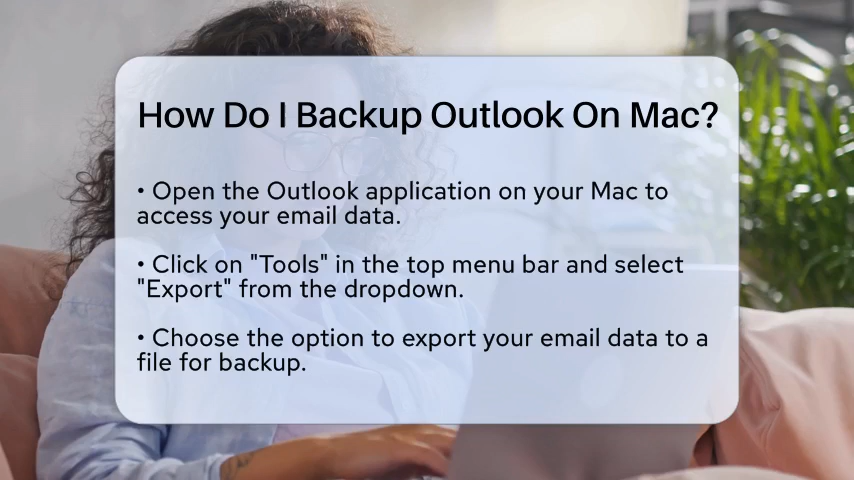 How Do I Backup Outlook On Mac?
• Open the Outlook application on your Mac to
access your email data.
• Click on "Tools" in the top menu bar and select
"Export" from the dropdown.
• Choose the option to export your email data to a
file for backup.